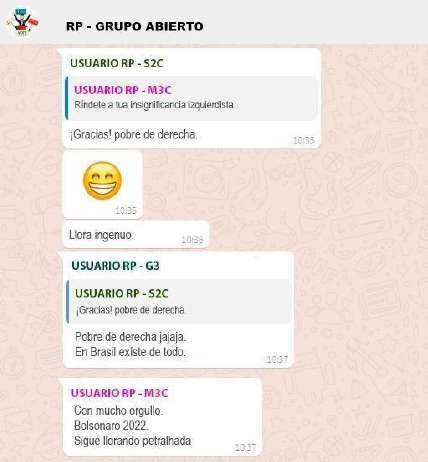 RP - GRUPO ABIERTO
USUARIO RP - S2C
USUARIO RP - M3C
Ríndete a tua insignificancia izquierdista.
¡Gracias! pobre de derecha.
10:35
10:35
Llora ingenuo.
10:36
USUARIO RP - G3
USUARIO RP - S2C
¡Gracias! pobre de derecha.
Pobre de derecha jajaja.
En Brasil existe de todo.
10:37
USUARIO RP - M3C
Con mucho orgullo.
Bolsonaro 2022.
Sigue llorando petralhada
10:37